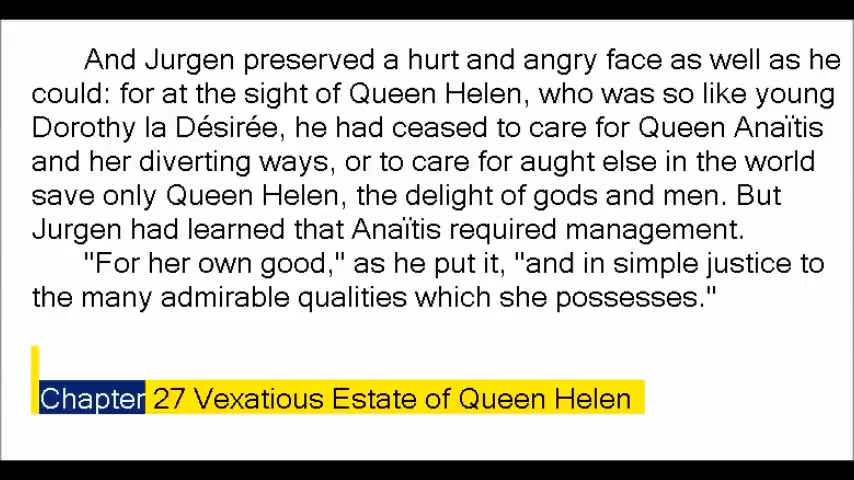 And Jurgen preserved a hurt and angry face as well as he
could: for at the sight of Queen Helen, who was so like young
Dorothy la Désirée, he had ceased to care for Queen Anaïtis
and her diverting ways, or to care for aught else in the world
save only Queen Helen, the delight of gods and men. But
Jurgen had learned that Anaïtis required management.
"For her own good," as he put it, "and in simple justice to
the many admirable qualities which she possesses."
Chapter 27 Vexatious Estate of Queen Helen